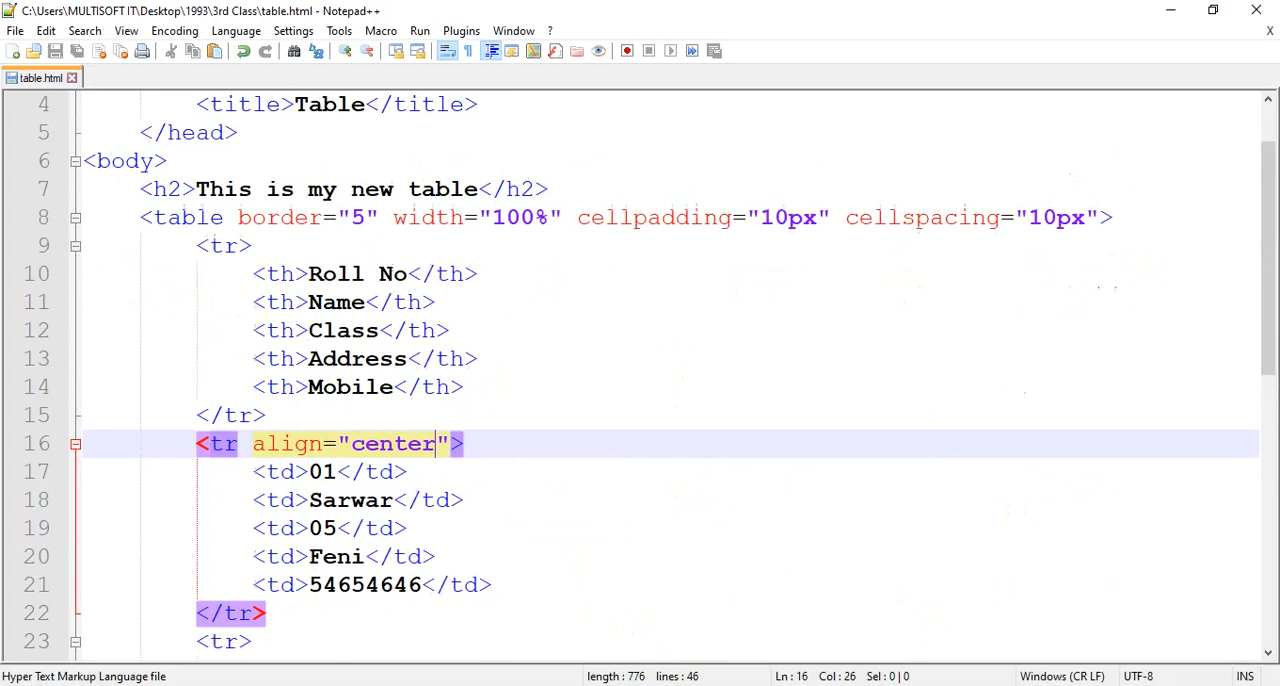 C:\Users\MULTISOFT IT\Desktop\1993\3rd Class\table.html - Notepad++
File Edit Search View Encoding Language Settings Tools Macro Run Plugins Window ? X
table.html
4 <title>Table</title>
5 </head>
6 <body>
7 <h2>This is my new table</h2>
8 <table border="5" width="100%" cellpadding="10px" cellspacing="10px">
9 <tr>
10 <th>Roll No</th>
11 <th>Name</th>
12 <th>Class</th>
13 <th>Address</th>
14 <th>Mobile</th>
15 </tr>
16 <tr align="center">
17 <td>01</td>
18 <td>Sarwar</td>
19 <td>05</td>
20 <td>Feni</td>
21 <td>54654646</td>
22 </tr>
23 <tr>
Hyper Text Markup Language file length : 776 lines : 46 Ln : 16 Col : 26 Sel : 0 | 0 Windows (CR LF) UTF-8 INS